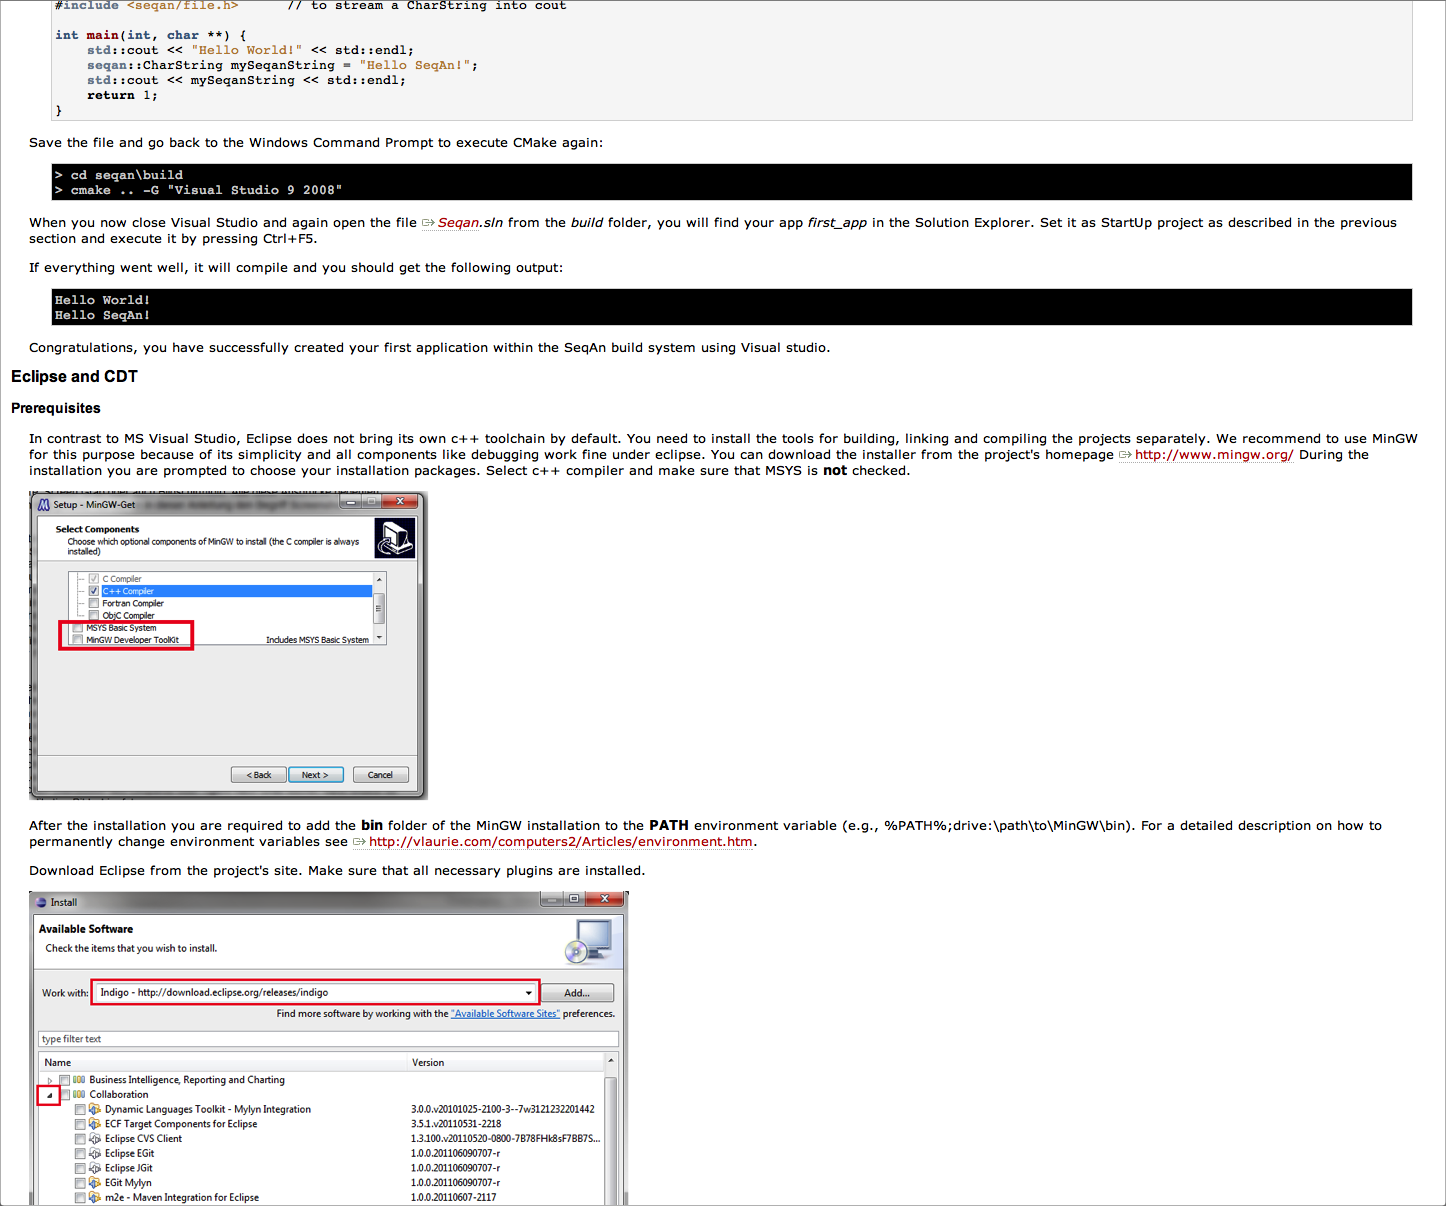 #include <seqan/file.h>      // to stream a CharString into cout
int main(int, char **) {
    std::cout << "Hello World!" << std::endl;
    seqan::CharString mySeqanString = "Hello SeqAn!";
    std::cout << mySeqanString << std::endl;
    return 1;
}
Save the file and go back to the Windows Command Prompt to execute CMake again:
> cd seqan\build
> cmake .. -G "Visual Studio 9 2008"
When you now close Visual Studio and again open the file Seqan.sln from the build folder, you will find your app first_app in the Solution Explorer. Set it as StartUp project as described in the previous
section and execute it by pressing Ctrl+F5.
If everything went well, it will compile and you should get the following output:
Hello World!
Hello SeqAn!
Congratulations, you have successfully created your first application within the SeqAn build system using Visual studio.
Eclipse and CDT
Prerequisites
In contrast to MS Visual Studio, Eclipse does not bring its own c++ toolchain by default. You need to install the tools for building, linking and compiling the projects separately. We recommend to use MinGW
for this purpose because of its simplicity and all components like debugging work fine under eclipse. You can download the installer from the project's homepage http://www.mingw.org/ During the
installation you are prompted to choose your installation packages. Select c++ compiler and make sure that MSYS is not checked.
Setup - MinGW-Get
Select Components
Choose which optional components of MinGW to install (the C compiler is always
installed)
C Compiler
C++ Compiler
Fortran Compiler
ObjC Compiler
MSYS Basic System
MinGW Developer ToolKit Includes MSYS Basic System
< Back Next > Cancel
After the installation you are required to add the bin folder of the MinGW installation to the PATH environment variable (e.g., %PATH%;drive:\path\to\MinGW\bin). For a detailed description on how to
permanently change environment variables see http://vlaurie.com/computers2/Articles/environment.htm.
Download Eclipse from the project's site. Make sure that all necessary plugins are installed.
Install
Available Software
Check the items that you wish to install.
Work with: Indigo - http://download.eclipse.org/releases/indigo Add...
Find more software by working with the "Available Software Sites" preferences.
type filter text
Name Version
Business Intelligence, Reporting and Charting
Collaboration
Dynamic Languages Toolkit - Mylyn Integration 3.0.0.v20101025-2100-3--7w3121232201442
ECF Target Components for Eclipse 3.5.1.v20110531-2218
Eclipse CVS Client 1.3.100.v20110520-0800-7B78FHk8sF7BB7S...
Eclipse EGit 1.0.0.201106090707-r
Eclipse JGit 1.0.0.201106090707-r
EGit Mylyn 1.0.0.201106090707-r
m2e - Maven Integration for Eclipse 1.0.0.20110607-2117